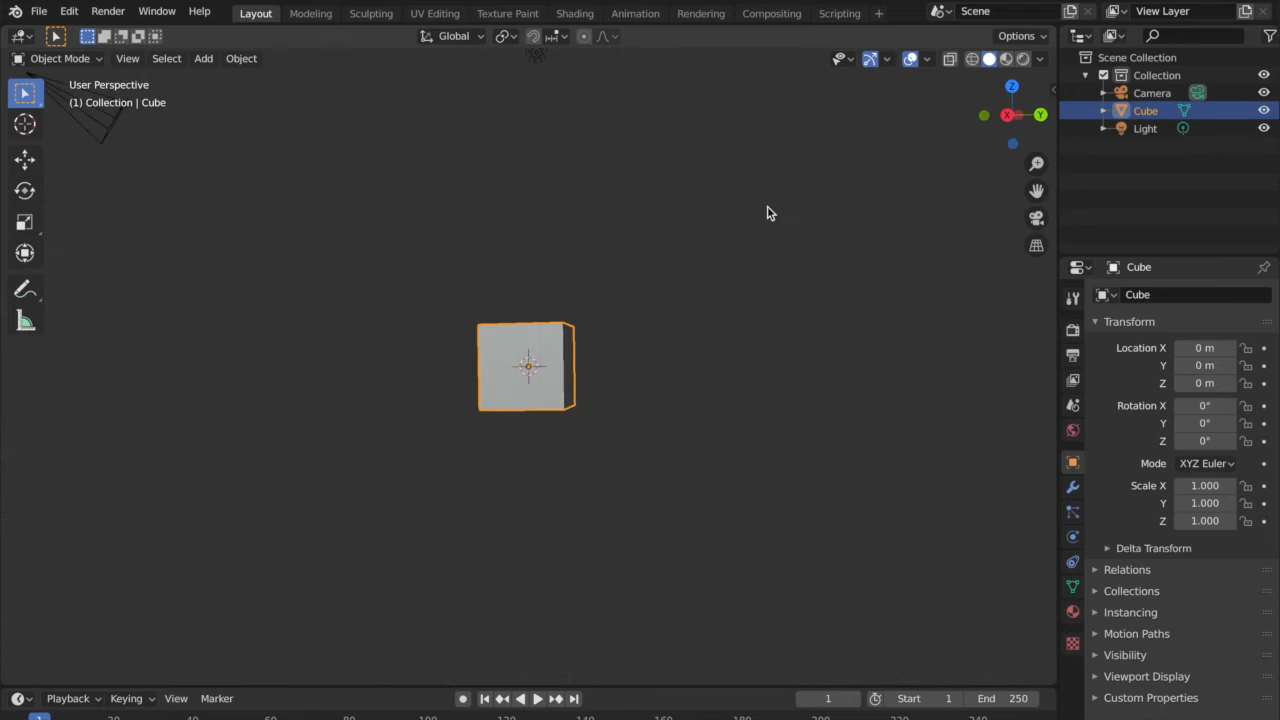 File Edit Render Window Help Layout Modeling Sculpting UV Editing Texture Paint Shading Animation Rendering Compositing Scripting + Scene View Layer
Global Options
Object Mode View Select Add Object
User Perspective
(1) Collection | Cube
Z
X Y
Scene Collection
Collection
Camera
Cube
Light
Cube
Cube
Transform
Location X 0 m
Y 0 m
Z 0 m
Rotation X 0°
Y 0°
Z 0°
Mode XYZ Euler
Scale X 1.000
Y 1.000
Z 1.000
Delta Transform
Relations
Collections
Instancing
Motion Paths
Visibility
Viewport Display
Custom Properties
Playback Keying View Marker 1 Start 1 End 250
1